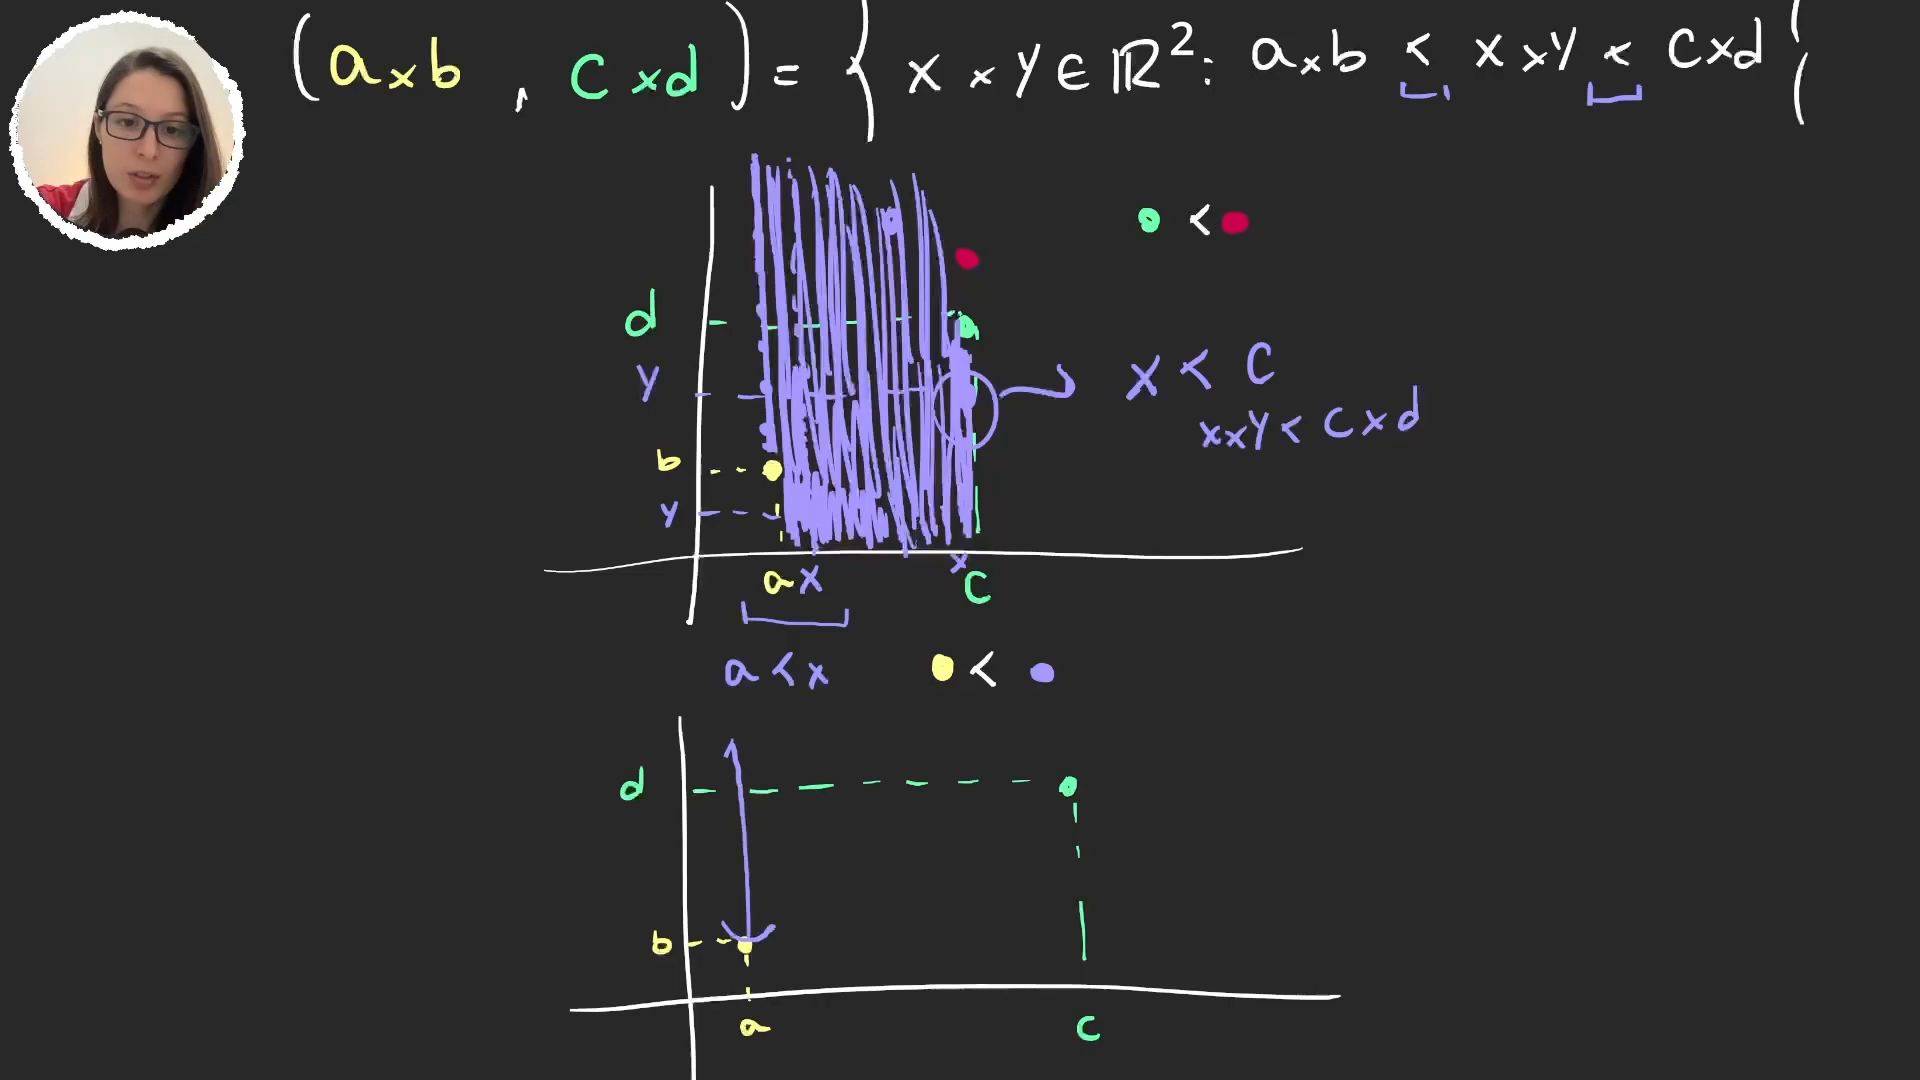 (a×b , c×d) = { x×y ∈ ℝ²: a×b < x×y < c×d }
<
d
y
x < c
x×y < c×d
b
y
a x x c
a < x <
d
b
a c